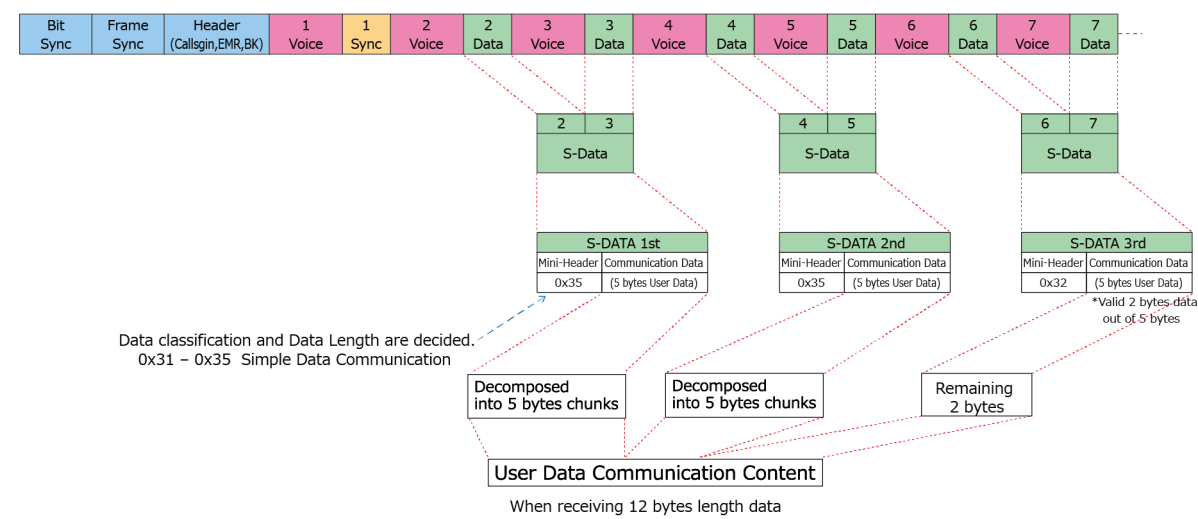 Bit Sync
Frame Sync
Header (Callsgin,EMR,BK)
1 Voice
1 Sync
2 Voice
2 Data
3 Voice
3 Data
4 Voice
4 Data
5 Voice
5 Data
6 Voice
6 Data
7 Voice
7 Data
2 3
S-Data
4 5
S-Data
6 7
S-Data
S-DATA 1st
Mini-Header Communication Data
0x35 (5 bytes User Data)
S-DATA 2nd
Mini-Header Communication Data
0x35 (5 bytes User Data)
S-DATA 3rd
Mini-Header Communication Data
0x32 (5 bytes User Data)
*Valid 2 bytes data
out of 5 bytes
Data classification and Data Length are decided.
0x31 – 0x35 Simple Data Communication
Decomposed
into 5 bytes chunks
Decomposed
into 5 bytes chunks
Remaining
2 bytes
User Data Communication Content
When receiving 12 bytes length data